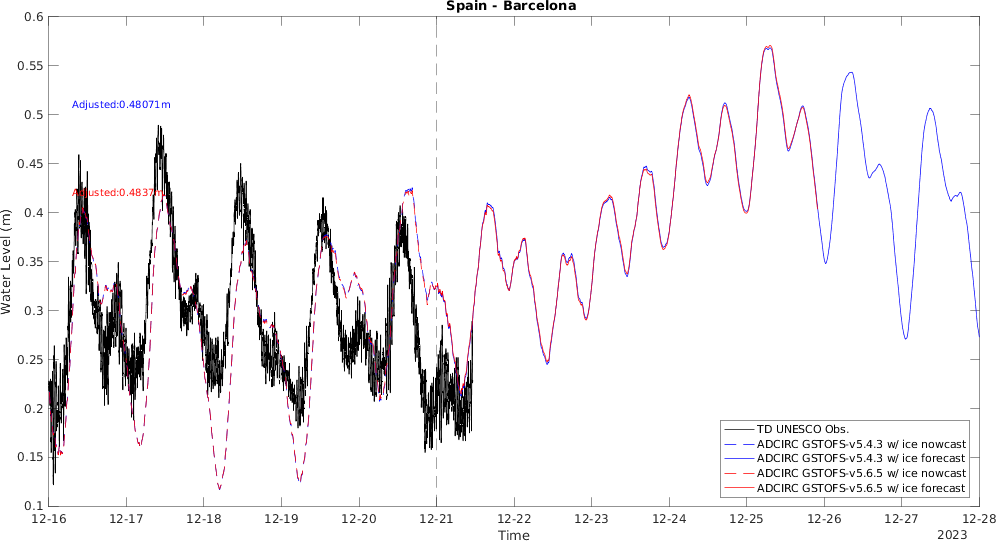 Spain - Barcelona
0.6
0.55
0.5
0.45
0.4
0.35
0.3
0.25
0.2
0.15
0.1
Water Level (m)
Adjusted:0.48071m
Adjusted:0.4837m
TD UNESCO Obs.
ADCIRC GSTOFS-v5.4.3 w/ ice nowcast
ADCIRC GSTOFS-v5.4.3 w/ ice forecast
ADCIRC GSTOFS-v5.6.5 w/ ice nowcast
ADCIRC GSTOFS-v5.6.5 w/ ice forecast
12-16 12-17 12-18 12-19 12-20 12-21 12-22 12-23 12-24 12-25 12-26 12-27 12-28
Time
2023